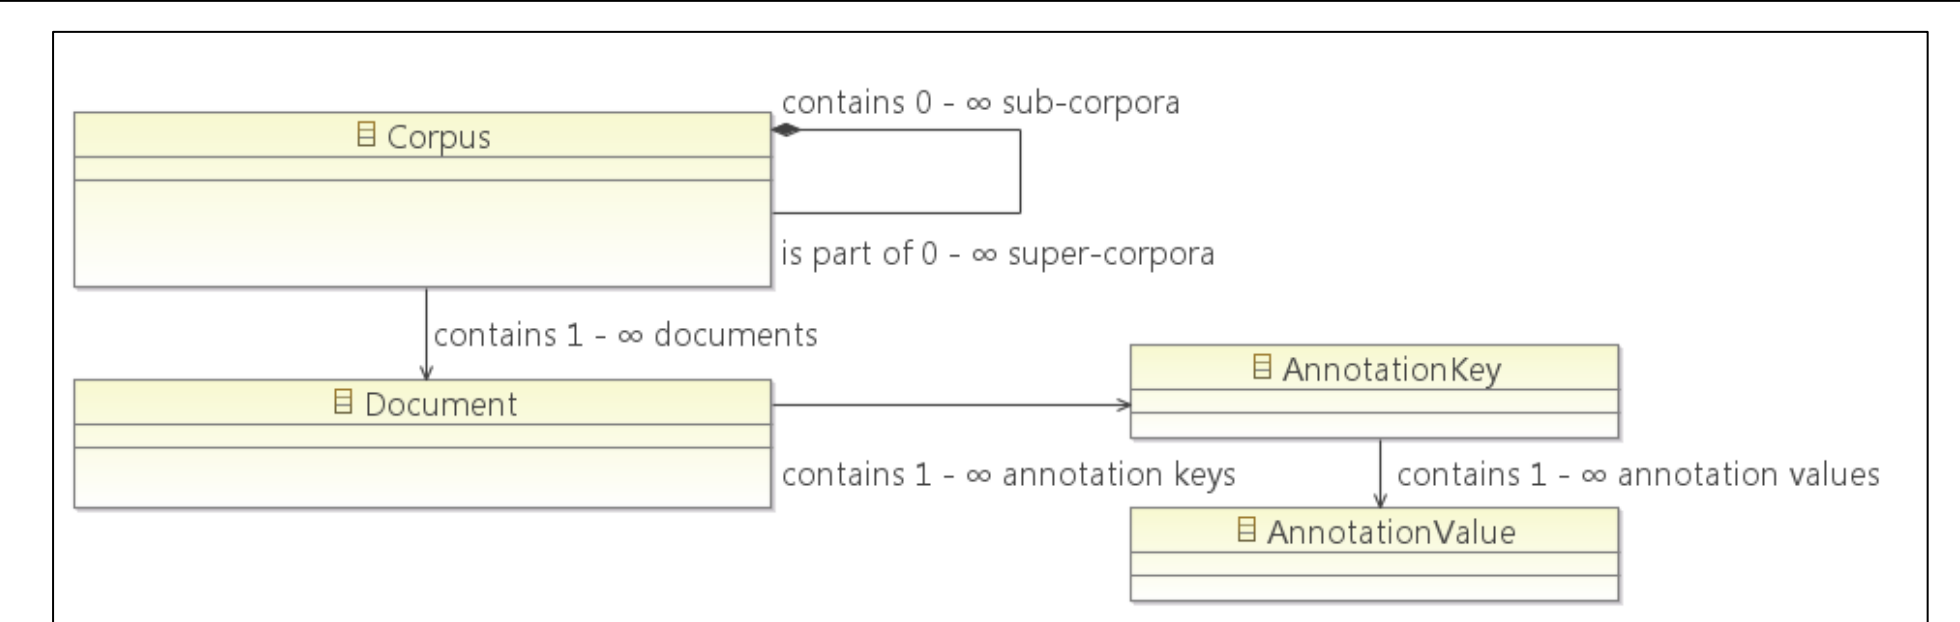 contains 0 - ∞ sub-corpora
Corpus
is part of 0 - ∞ super-corpora
contains 1 - ∞ documents
AnnotationKey
Document
contains 1 - ∞ annotation keys
contains 1 - ∞ annotation values
AnnotationValue